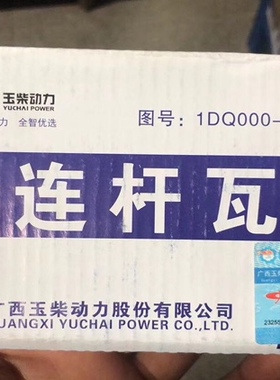 玉柴动力
YUCHAI POWER
力 全智优选
图号：1DQ000-
连杆瓦
广西玉柴动力股份有限公司
GUANGXI YUCHAI POWER CO.,LTD.